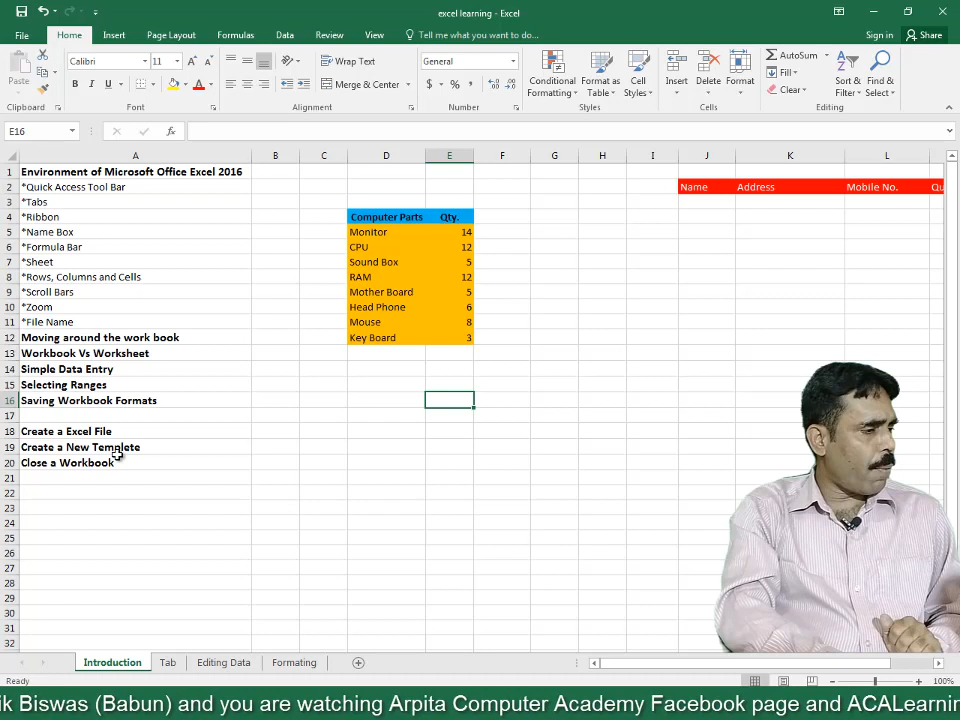 excel learning - Excel
File Home Insert Page Layout Formulas Data Review View Tell me what you want to do... Sign in Share
Paste Calibri 11 Wrap Text General Conditional Formatting Format as Table Cell Styles Insert Delete Format AutoSum Fill Clear Sort & Filter Find & Select
B I U A Merge & Center $ % ,
Clipboard Font Alignment Number Styles Cells Editing
E16 fx
A B C D E F G H I J K L
1 Environment of Microsoft Office Excel 2016
2 *Quick Access Tool Bar Name Address Mobile No. Qu
3 *Tabs
4 *Ribbon Computer Parts Qty.
5 *Name Box Monitor 14
6 *Formula Bar CPU 12
7 *Sheet Sound Box 5
8 *Rows, Columns and Cells RAM 12
9 *Scroll Bars Mother Board 5
10 *Zoom Head Phone 6
11 *File Name Mouse 8
12 Moving around the work book Key Board 3
13 Workbook Vs Worksheet
14 Simple Data Entry
15 Selecting Ranges
16 Saving Workbook Formats
17
18 Create a Excel File
19 Create a New Templete
20 Close a Workbook
21
22
23
24
25
26
27
28
29
30
31
32
Introduction Tab Editing Data Formating
Ready 100%
ik Biswas (Babun) and you are watching Arpita Computer Academy Facebook page and ACALearnin